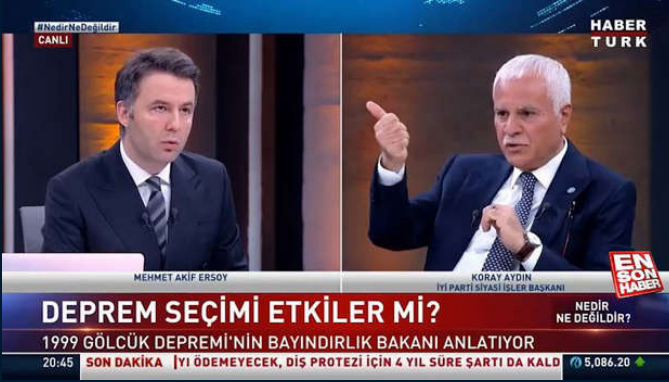 #NedirNeDeğildir
CANLI
HABER
TURK
MEHMET AKİF ERSOY
KORAY AYDIN
İYİ PARTİ SİYASİ İŞLER BAŞKANI
EN
SON
HABER
DEPREM SEÇİMİ ETKİLER Mİ?
NEDİR
NE DEĞİLDİR?
1999 GÖLCÜK DEPREMİ'NİN BAYINDIRLIK BAKANI ANLATIYOR
20:45 SON DAKİKA YI ÖDEMEYECEK, DİŞ PROTEZİ İÇİN 4 YIL SÜRE ŞARTI DA KALD 5,086.20